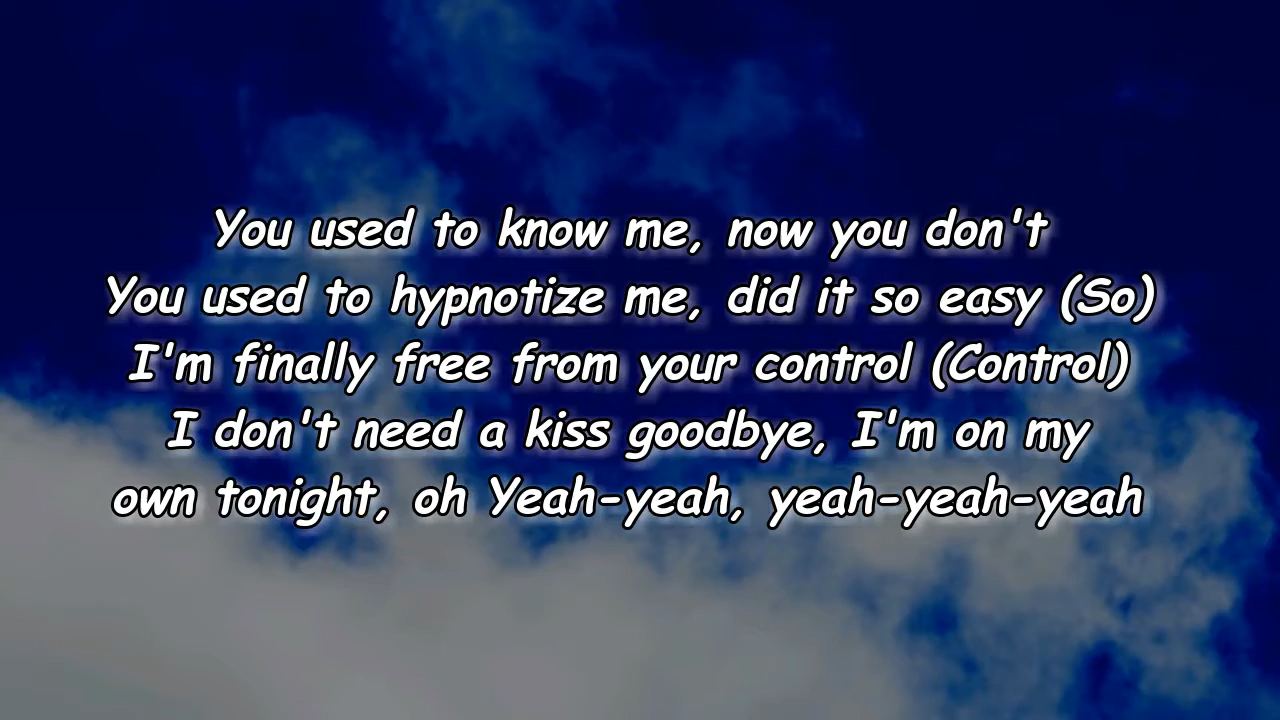 You used to know me, now you don't
You used to hypnotize me, did it so easy (So)
I'm finally free from your control (Control)
I don't need a kiss goodbye, I'm on my
own tonight, oh Yeah-yeah, yeah-yeah-yeah